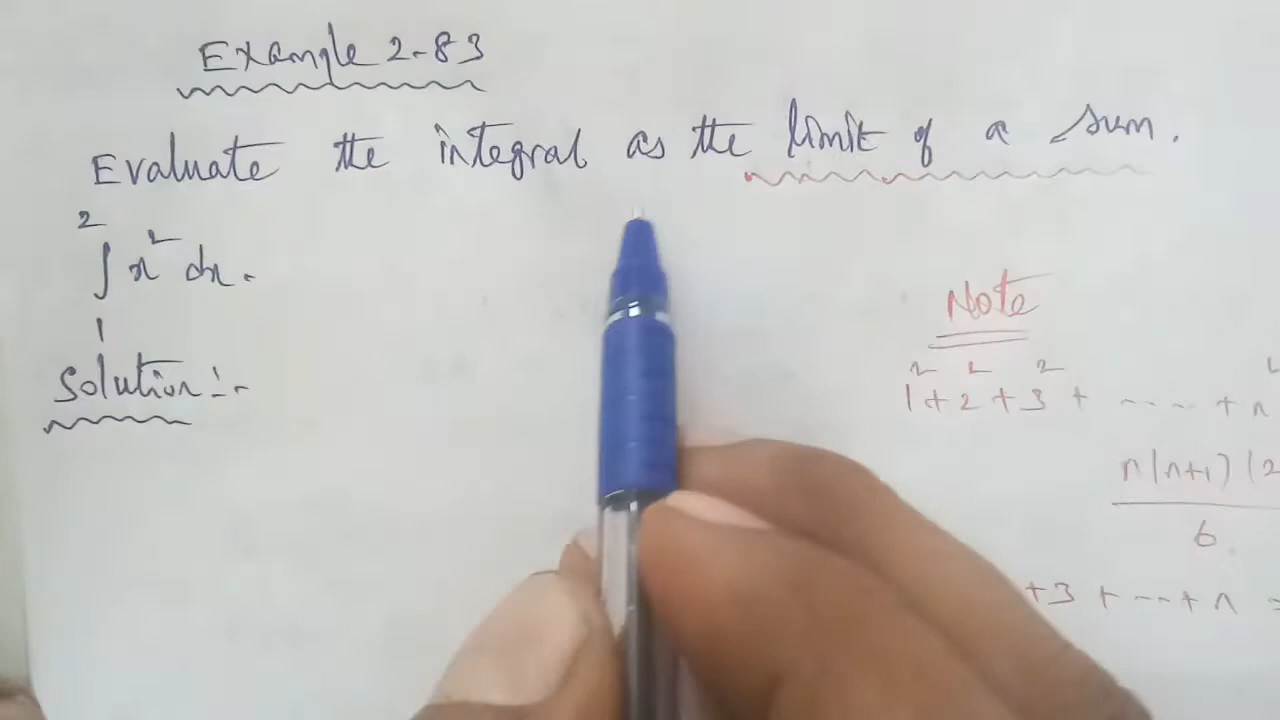 Example 2.83
Evaluate the integral as the limit of a sum.
2
∫ x² dx.
1
Solution:-
Note
1² + 2² + 3² + ---- + n²
n(n+1)(2
6
+3 + --- + n =